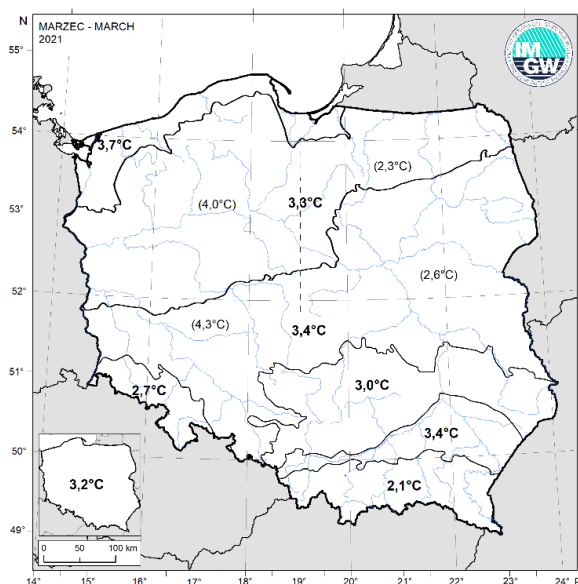 N
MARZEC - MARCH
2021
IM
GW
55°
54°
3,7°C
(2,3°C)
53°
(4,0°C)
3,3°C
(2,6°C)
52°
(4,3°C)
3,4°C
51°
2,7°C
3,0°C
3,4°C
50°
3,2°C
2,1°C
49°
0 50 100 km
14° 15° 16° 17° 18° 19° 20° 21° 22° 23° 24°